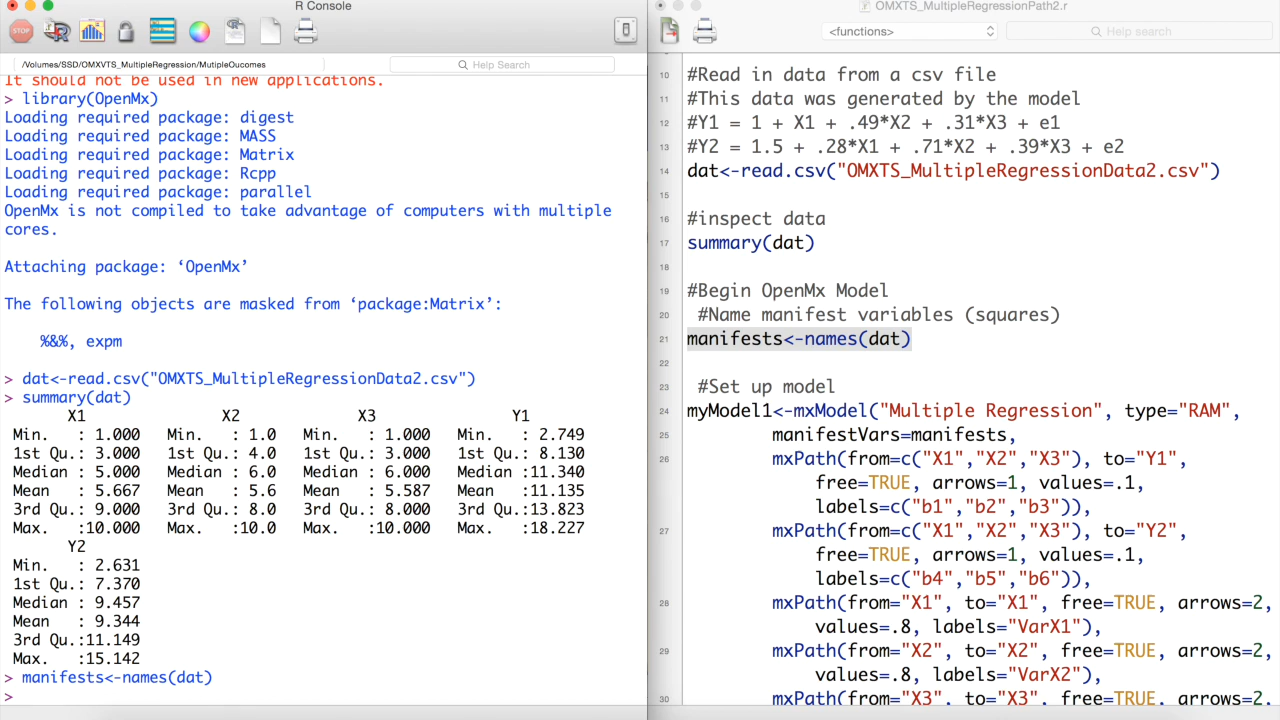 R Console
STOP
/Volumes/SSD/OMXVTS_MultipleRegression/MutipleOucomes
Help Search
It should not be used in new applications.
> library(OpenMx)
Loading required package: digest
Loading required package: MASS
Loading required package: Matrix
Loading required package: Rcpp
Loading required package: parallel
OpenMx is not compiled to take advantage of computers with multiple
cores.
Attaching package: ‘OpenMx’
The following objects are masked from ‘package:Matrix’:
%&%, expm
> dat<-read.csv("OMXTS_MultipleRegressionData2.csv")
> summary(dat)
X1 X2 X3 Y1
Min. : 1.000 Min. : 1.0 Min. : 1.000 Min. : 2.749
1st Qu.: 3.000 1st Qu.: 4.0 1st Qu.: 3.000 1st Qu.: 8.130
Median : 5.000 Median : 6.0 Median : 6.000 Median :11.340
Mean : 5.667 Mean : 5.6 Mean : 5.587 Mean :11.135
3rd Qu.: 9.000 3rd Qu.: 8.0 3rd Qu.: 8.000 3rd Qu.:13.823
Max. :10.000 Max. :10.0 Max. :10.000 Max. :18.227
Y2
Min. : 2.631
1st Qu.: 7.370
Median : 9.457
Mean : 9.344
3rd Qu.:11.149
Max. :15.142
> manifests<-names(dat)
>
OMXTS_MultipleRegressionPath2.r
<functions>
Help search
10 #Read in data from a csv file
11 #This data was generated by the model
12 #Y1 = 1 + X1 + .49*X2 + .31*X3 + e1
13 #Y2 = 1.5 + .28*X1 + .71*X2 + .39*X3 + e2
14 dat<-read.csv("OMXTS_MultipleRegressionData2.csv")
15
16 #inspect data
17 summary(dat)
18
19 #Begin OpenMx Model
20 #Name manifest variables (squares)
21 manifests<-names(dat)
22
23 #Set up model
24 myModel1<-mxModel("Multiple Regression", type="RAM",
25 manifestVars=manifests,
26 mxPath(from=c("X1","X2","X3"), to="Y1",
free=TRUE, arrows=1, values=.1,
labels=c("b1","b2","b3")),
27 mxPath(from=c("X1","X2","X3"), to="Y2",
free=TRUE, arrows=1, values=.1,
labels=c("b4","b5","b6")),
28 mxPath(from="X1", to="X1", free=TRUE, arrows=2,
values=.8, labels="VarX1"),
29 mxPath(from="X2", to="X2", free=TRUE, arrows=2,
values=.8, labels="VarX2"),
30 mxPath(from="X3", to="X3", free=TRUE, arrows=2,